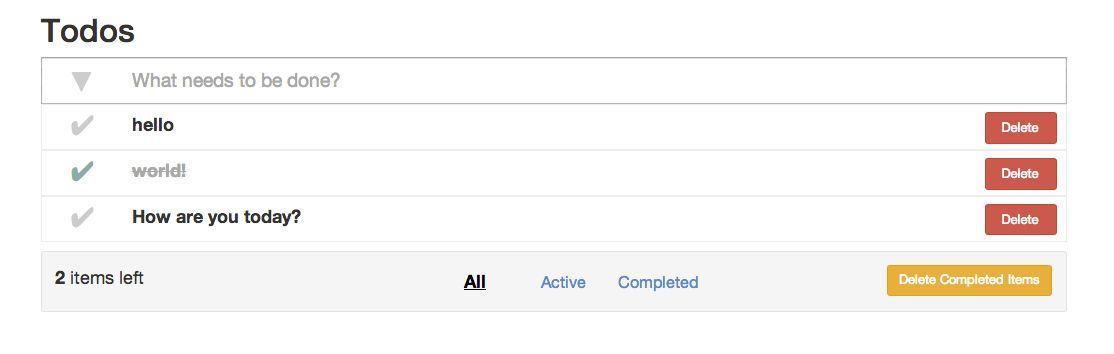 Todos
What needs to be done?
hello Delete
world! Delete
How are you today? Delete
2 items left All Active Completed Delete Completed Items